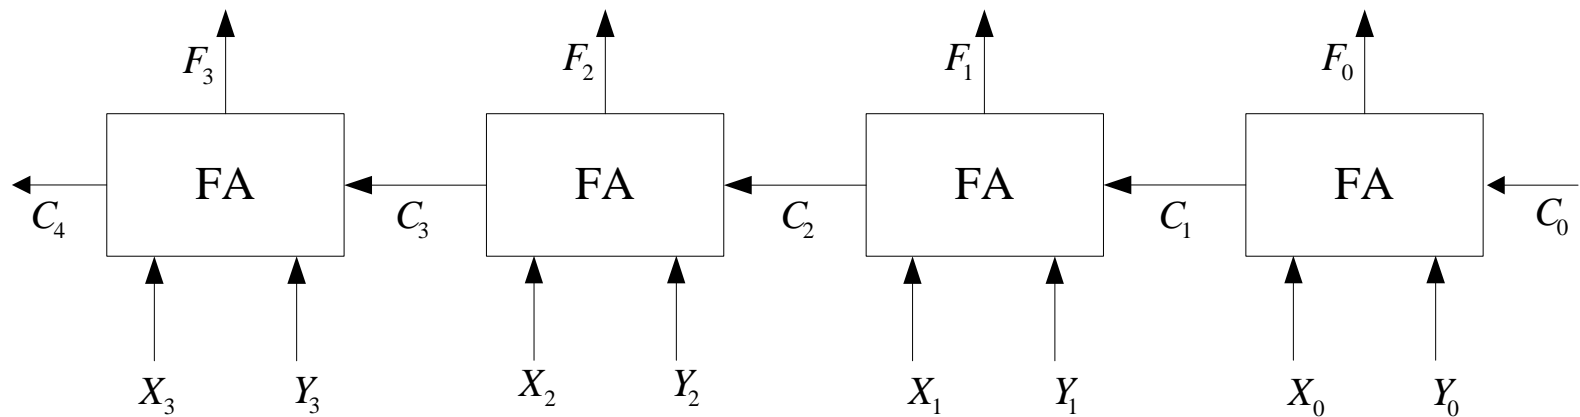 F₃ F₂ F₁ F₀
FA FA FA FA
C₄ C₃ C₂ C₁ C₀
X₃ Y₃ X₂ Y₂ X₁ Y₁ X₀ Y₀